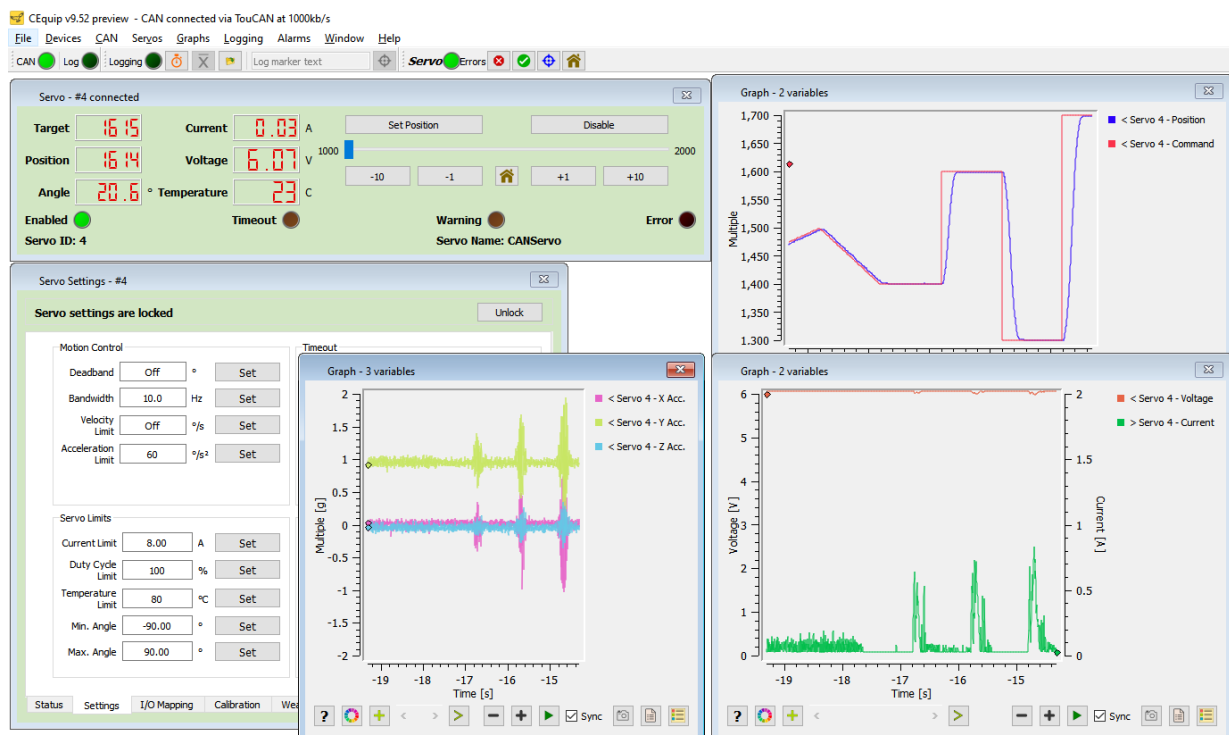 CEquip v9.52 preview - CAN connected via TouCAN at 1000kb/s
File Devices CAN Servos Graphs Logging Alarms Window Help
CAN Log Logging Log marker text Servo Errors
Servo - #4 connected
Target 1615 Current 0.03 A Set Position Disable
Position 1614 Voltage 6.07 V 1000 2000
-10 -1 +1 +10
Angle 20.6 ° Temperature 23 C
Enabled Timeout Warning Error
Servo ID: 4 Servo Name: CANServo
Graph - 2 variables
1,700
1,650
1,600
1,550
1,500
1,450
1,400
1,350
1.300
Multiple
< Servo 4 - Position
< Servo 4 - Command
Servo Settings - #4
Servo settings are locked Unlock
Motion Control Timeout
Deadband Off ° Set
Bandwidth 10.0 Hz Set
Velocity Limit Off °/s Set
Acceleration Limit 60 °/s² Set
Servo Limits
Current Limit 8.00 A Set
Duty Cycle Limit 100 % Set
Temperature Limit 80 °C Set
Min. Angle -90.00 ° Set
Max. Angle 90.00 ° Set
Status Settings I/O Mapping Calibration
Graph - 3 variables
2
1.5
1
0.5
0
-0.5
-1
-1.5
-2
Multiple [g]
-19 -18 -17 -16 -15
Time [s]
< Servo 4 - X Acc.
< Servo 4 - Y Acc.
< Servo 4 - Z Acc.
? + < > > - + Sync
Graph - 2 variables
6
5
4
3
2
1
0
Voltage [V]
2
1.5
1
0.5
0
Current [A]
-19 -18 -17 -16 -15
Time [s]
< Servo 4 - Voltage
> Servo 4 - Current
? + < > > - + Sync